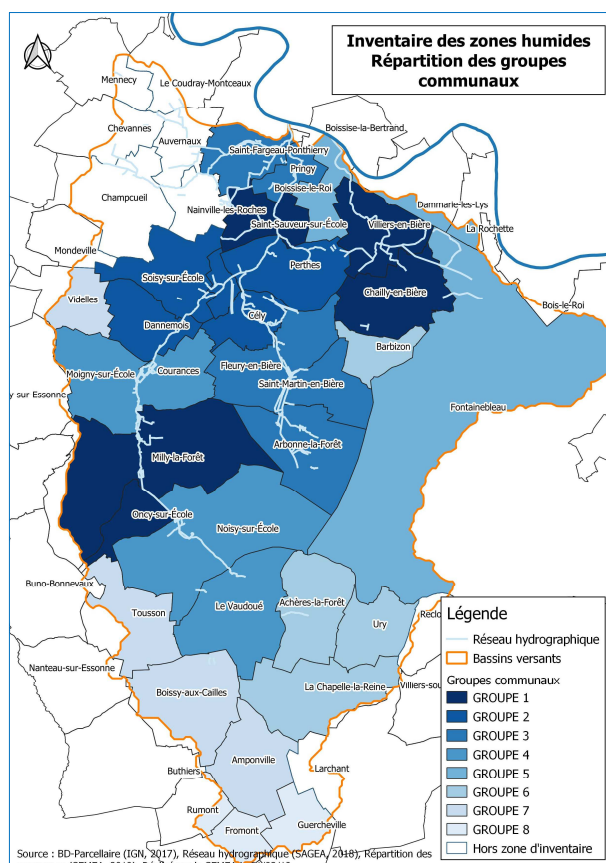 Inventaire des zones humides
Répartition des groupes
communaux
Mennecy
Le Coudray-Montceaux
Chevannes
Auvernaux
Boissise-la-Bertrand
Saint-Fargeau-Ponthierry
Pringy
Champcueil
Boissise-le-Roi
Nainville-les-Roches
Saint-Sauveur-sur-École
Villiers-en-Bière
Dammarie-les-Lys
La Rochette
Mondeville
Soisy-sur-École
Perthes
Chailly-en-Bière
Bois-le-Roi
Videlles
Dannemois
Cély
Barbizon
Moigny-sur-École
Courances
Fleury-en-Bière
Saint-Martin-en-Bière
y sur Essonne
Fontainebleau
Milly-la-Forêt
Arbonne-la-Forêt
Oncy-sur-École
Noisy-sur-École
Buno-Bonnevaux
Tousson
Le Vaudoué
Achères-la-Forêt
Ury
Reclo
Nanteau-sur-Essonne
Boissy-aux-Cailles
La Chapelle-la-Reine
Villiers-sou
Amponville
Buthiers
Larchant
Rumont
Fromont
Guercheville
Légende
Réseau hydrographique
Bassins versants
Groupes communaux
GROUPE 1
GROUPE 2
GROUPE 3
GROUPE 4
GROUPE 5
GROUPE 6
GROUPE 7
GROUPE 8
Hors zone d'inventaire
Source : BD-Parcellaire (IGN, 2017), Réseau hydrographique (SAGEA, 2018), Répartition des